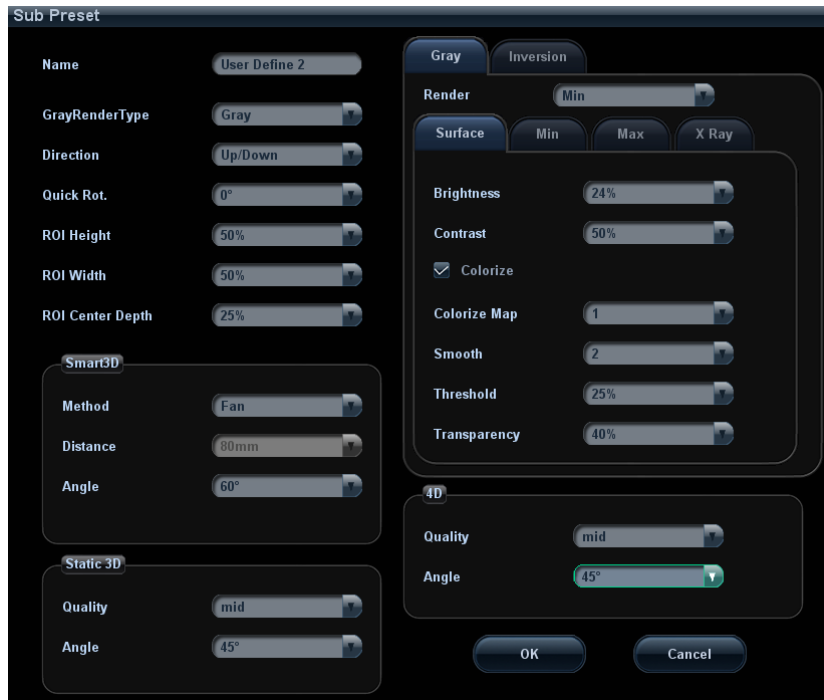 Sub Preset
Name User Define 2
GrayRenderType Gray
Direction Up/Down
Quick Rot. 0°
ROI Height 50%
ROI Width 50%
ROI Center Depth 25%
Smart3D
Method Fan
Distance 80mm
Angle 60°
Static 3D
Quality mid
Angle 45°
Gray Inversion
Render Min
Surface Min Max X Ray
Brightness 24%
Contrast 50%
Colorize
Colorize Map 1
Smooth 2
Threshold 25%
Transparency 40%
4D
Quality mid
Angle 45°
OK Cancel